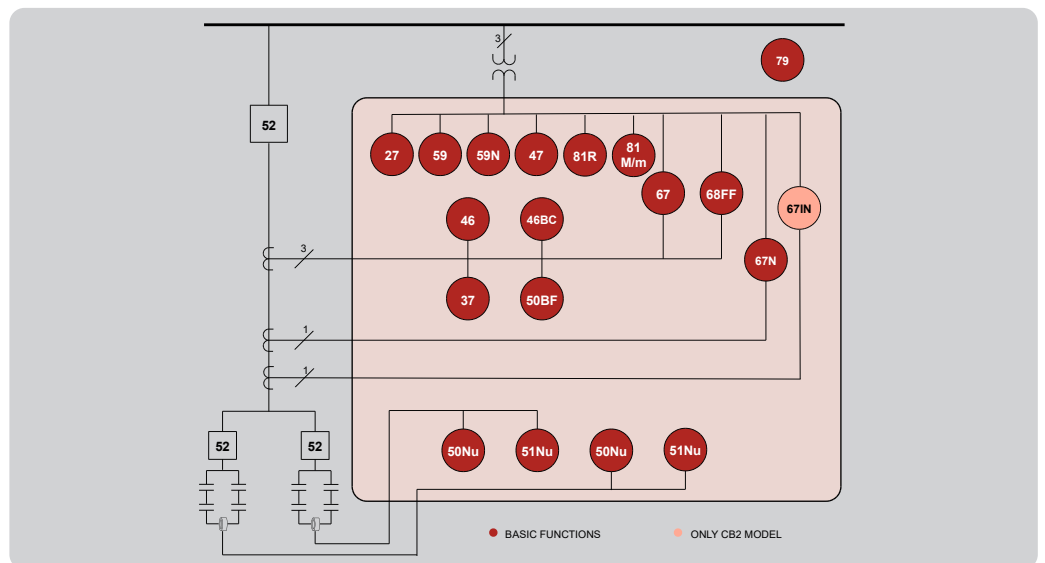 3
79
52
27
59
59N
47
81R
81
M/m
67
68FF
67IN
46
46BC
3
67N
37
50BF
1
1
52
52
50Nu
51Nu
50Nu
51Nu
BASIC FUNCTIONS
ONLY CB2 MODEL